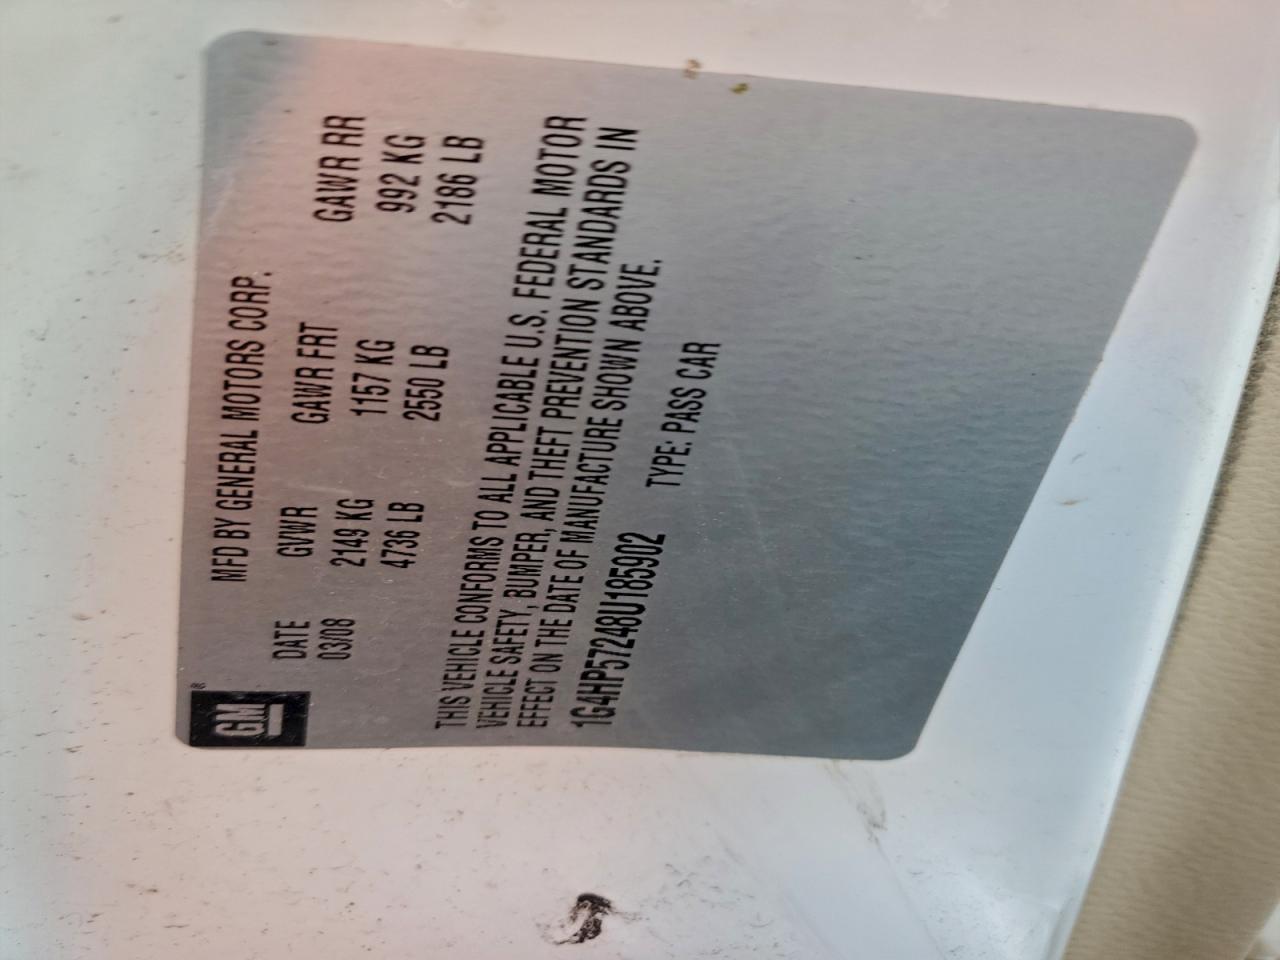 GM®
MFD BY GENERAL MOTORS CORP.
DATE GVWR GAWR FRT GAWR RR
03/08 2149 KG 1157 KG 992 KG
4736 LB 2550 LB 2186 LB
THIS VEHICLE CONFORMS TO ALL APPLICABLE U.S. FEDERAL MOTOR
VEHICLE SAFETY, BUMPER, AND THEFT PREVENTION STANDARDS IN
EFFECT ON THE DATE OF MANUFACTURE SHOWN ABOVE.
1G4HP57248U185902 TYPE: PASS CAR